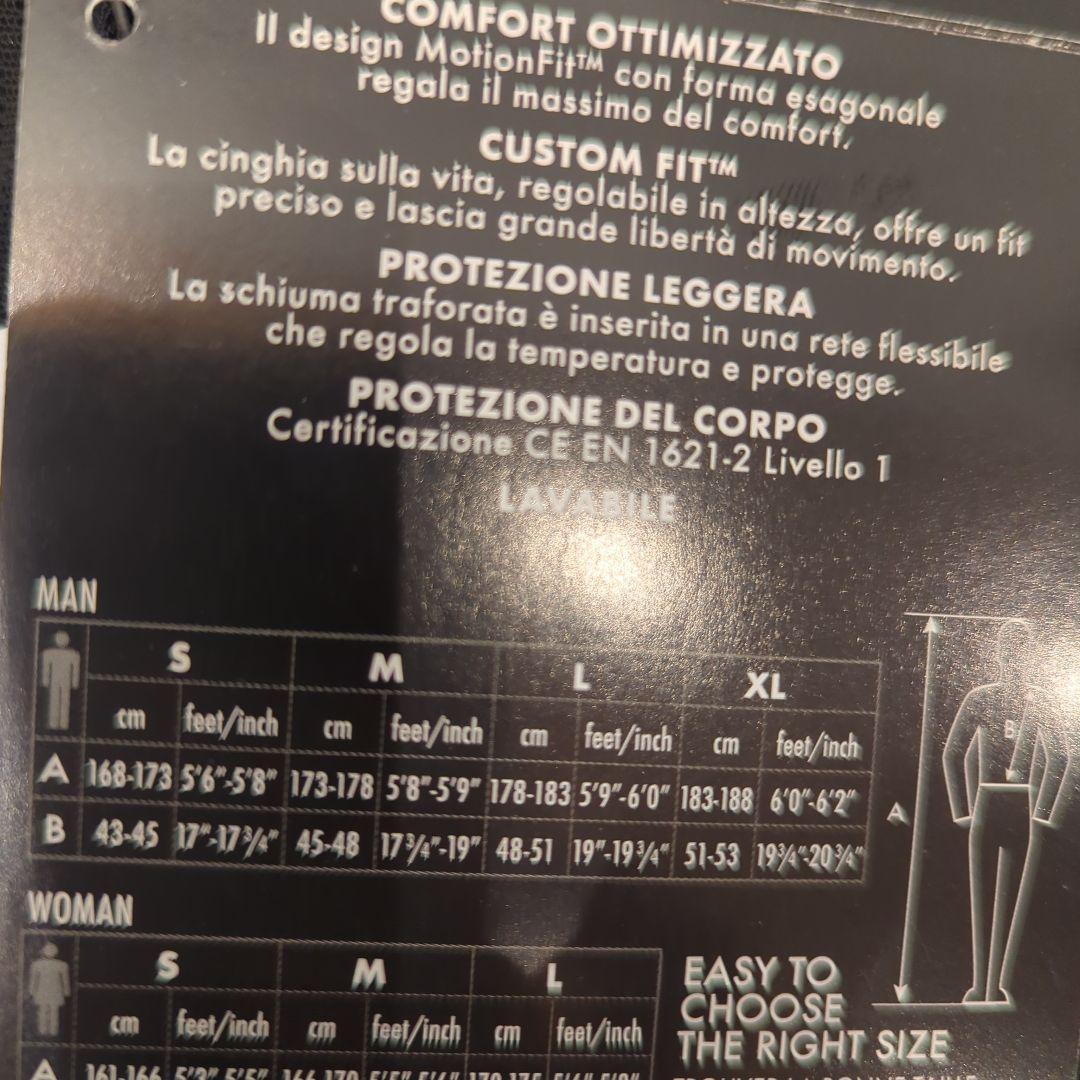 COMFORT OTTIMIZZATO
Il design MotionFit™ con forma esagonale
regala il massimo del comfort.
CUSTOM FIT™
La cinghia sulla vita, regolabile in altezza, offre un fit
preciso e lascia grande libertà di movimento.
PROTEZIONE LEGGERA
La schiuma traforata è inserita in una rete flessibile
che regola la temperatura e protegge.
PROTEZIONE DEL CORPO
Certificazione CE EN 1621-2 Livello 1
LAVABILE
MAN
S M L XL
cm feet/inch cm feet/inch cm feet/inch cm feet/inch
A 168-173 5'6"-5'8" 173-178 5'8"-5'9" 178-183 5'9"-6'0" 183-188 6'0"-6'2"
B 43-45 17"-17¾" 45-48 17¾"-19" 48-51 19"-19¾" 51-53 19¾"-20¾"
A
B
WOMAN
S M L
cm feet/inch cm feet/inch cm feet/inch
A 161-166
EASY TO
CHOOSE
THE RIGHT SIZE